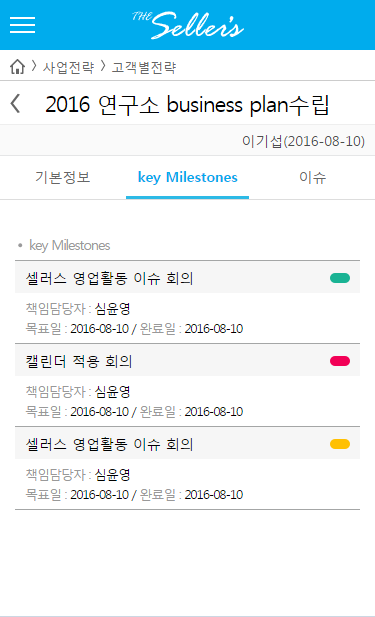 THE Seller's
사업전략 > 고객별전략
2016 연구소 business plan수립
이기섭(2016-08-10)
기본정보 key Milestones 이슈
• key Milestones
셀러스 영업활동 이슈 회의
책임담당자 : 심윤영
목표일 : 2016-08-10 / 완료일 : 2016-08-10
캘린더 적용 회의
책임담당자 : 심윤영
목표일 : 2016-08-10 / 완료일 : 2016-08-10
셀러스 영업활동 이슈 회의
책임담당자 : 심윤영
목표일 : 2016-08-10 / 완료일 : 2016-08-10